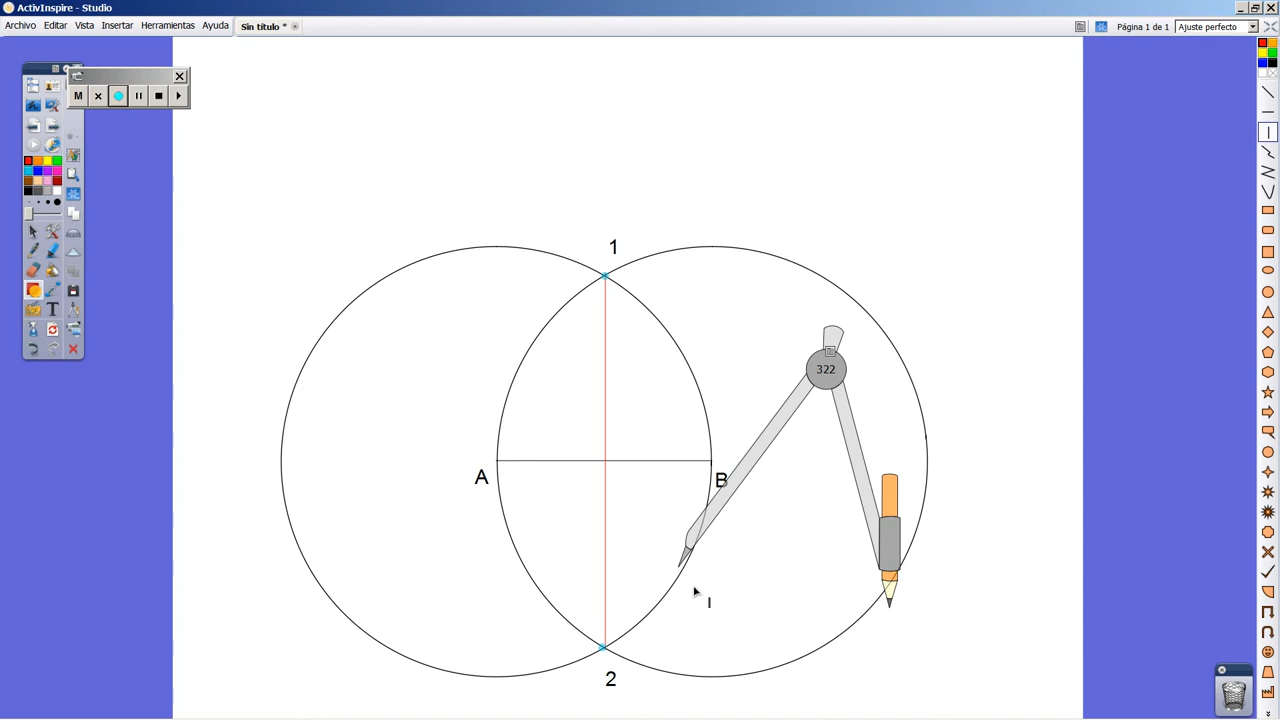 ActivInspire - Studio
Archivo Editar Vista Insertar Herramientas Ayuda
Sin título *
Página 1 de 1
Ajuste perfecto
M
T
1
322
A
B
2